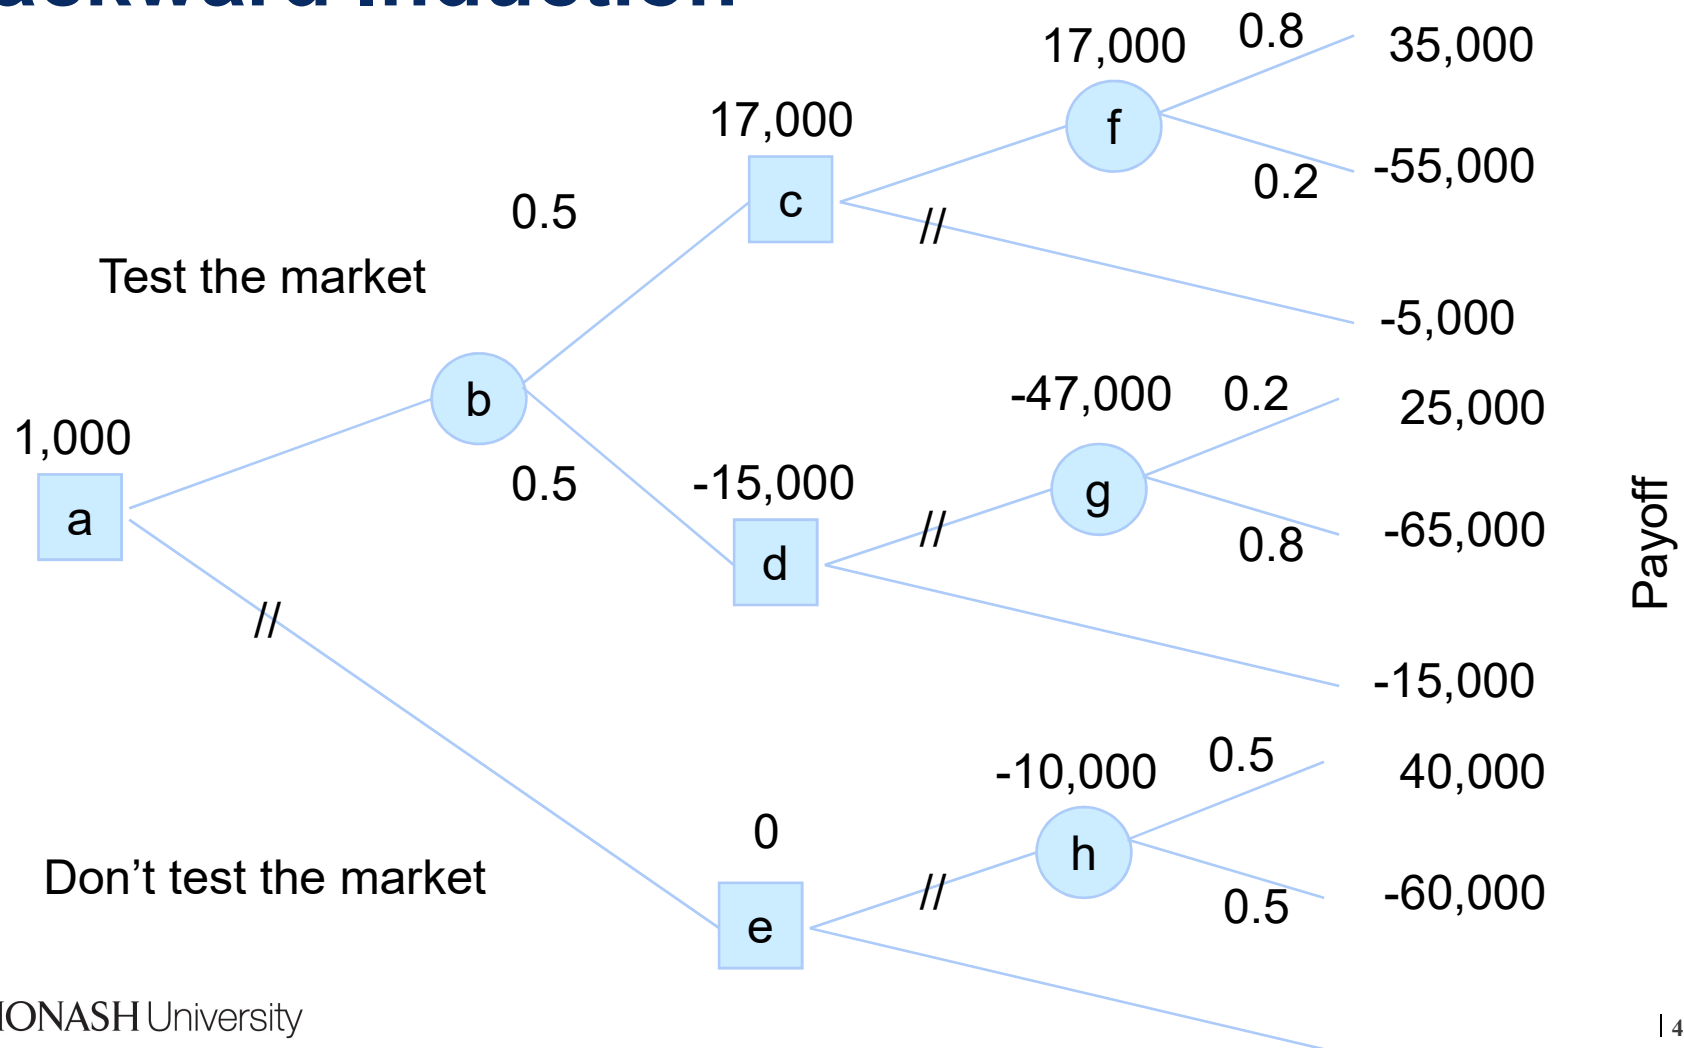 17,000 0.8 35,000
17,000
f
-55,000
0.2
c
0.5
//
Test the market
-5,000
-47,000 0.2 25,000
b
1,000
0.5
-15,000
g
a
//
-65,000
0.8
d
Payoff
//
-15,000
-10,000 0.5 40,000
0
h
Don't test the market
//
-60,000
0.5
e
MONASH University
| 4